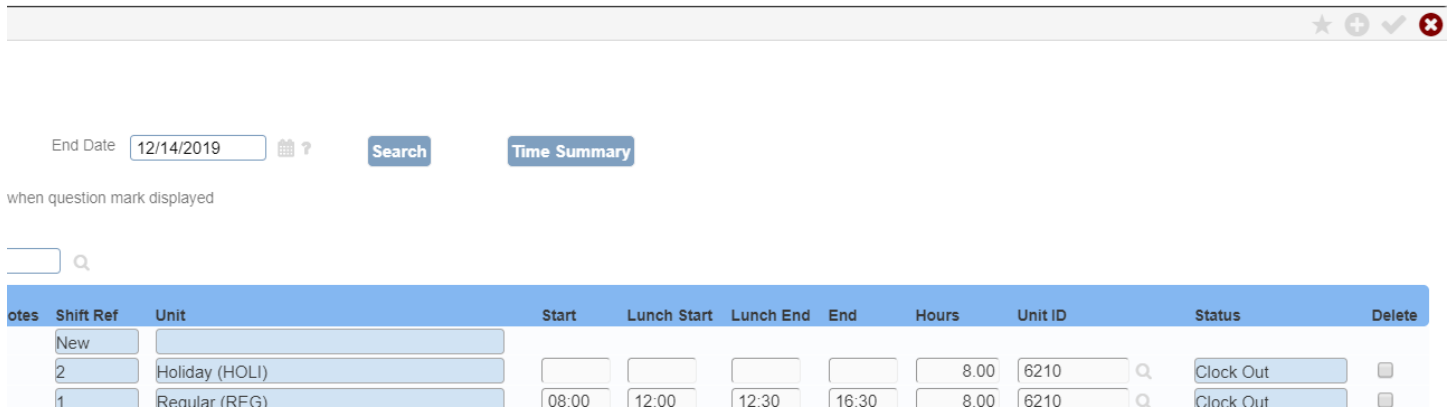 End Date 12/14/2019 ? Search Time Summary
when question mark displayed
otes Shift Ref Unit Start Lunch Start Lunch End End Hours Unit ID Status Delete
New
2 Holiday (HOLI) 8.00 6210 Clock Out
1 Regular (REG) 08:00 12:00 12:30 16:30 8.00 6210 Clock Out